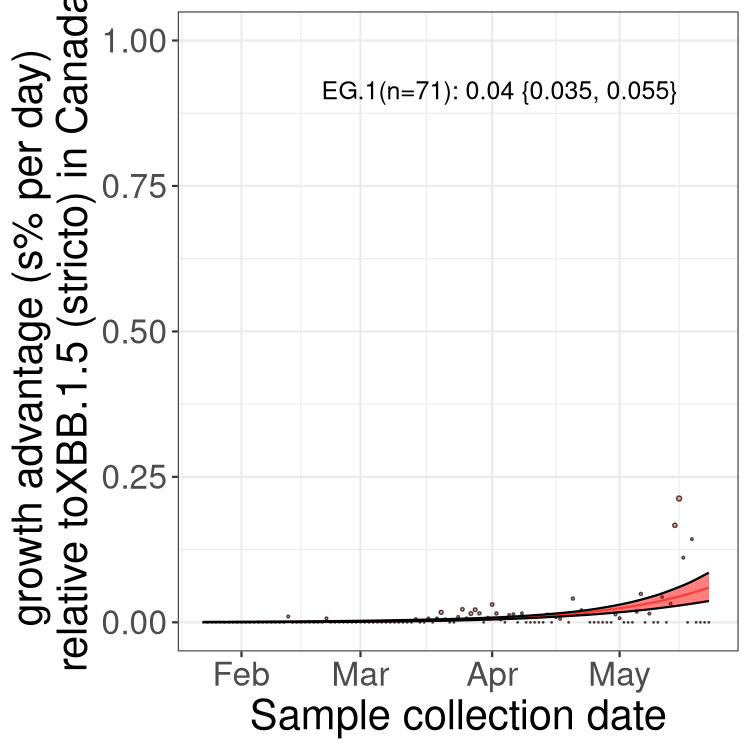 growth advantage (s% per day)
relative toXBB.1.5 (stricto) in Canada
1.00
0.75
0.50
0.25
0.00
EG.1(n=71): 0.04 {0.035, 0.055}
Feb Mar Apr May
Sample collection date